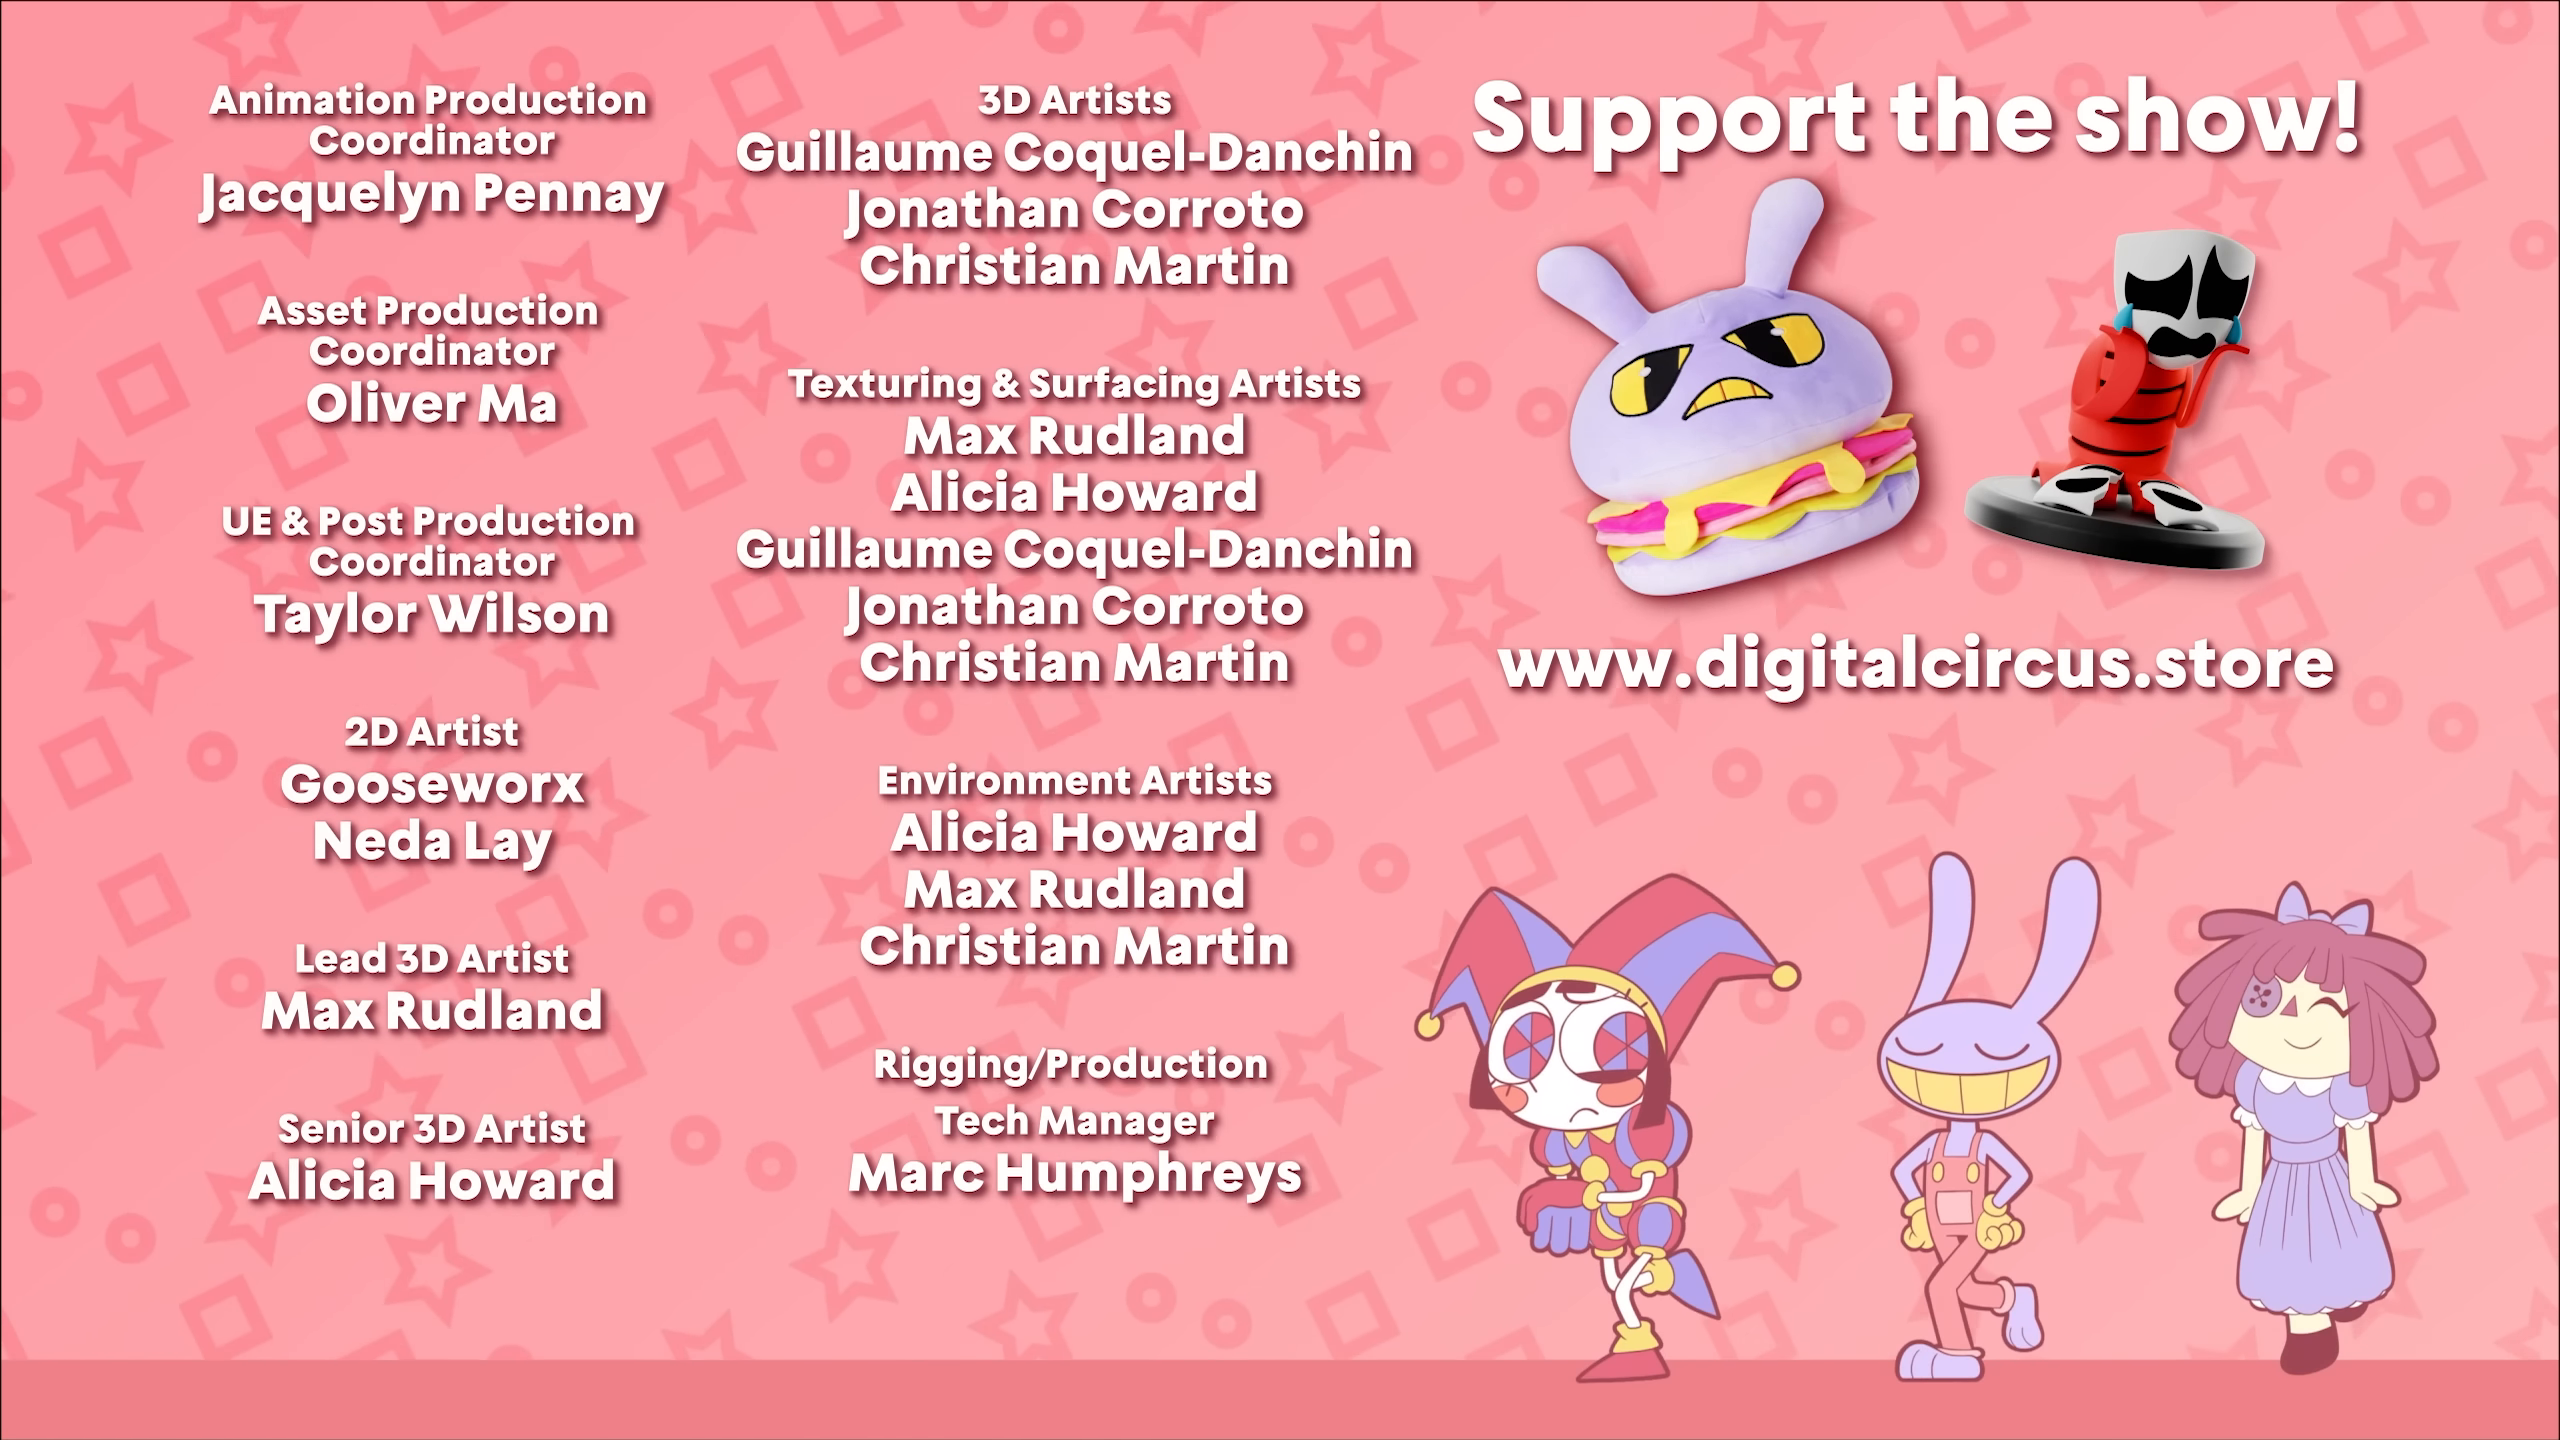 Animation Production
Coordinator
Jacquelyn Pennay
Asset Production
Coordinator
Oliver Ma
UE & Post Production
Coordinator
Taylor Wilson
2D Artist
Gooseworx
Neda Lay
Lead 3D Artist
Max Rudland
Senior 3D Artist
Alicia Howard
3D Artists
Guillaume Coquel-Danchin
Jonathan Corroto
Christian Martin
Texturing & Surfacing Artists
Max Rudland
Alicia Howard
Guillaume Coquel-Danchin
Jonathan Corroto
Christian Martin
Environment Artists
Alicia Howard
Max Rudland
Christian Martin
Rigging/Production
Tech Manager
Marc Humphreys
Support the show!
www.digitalcircus.store